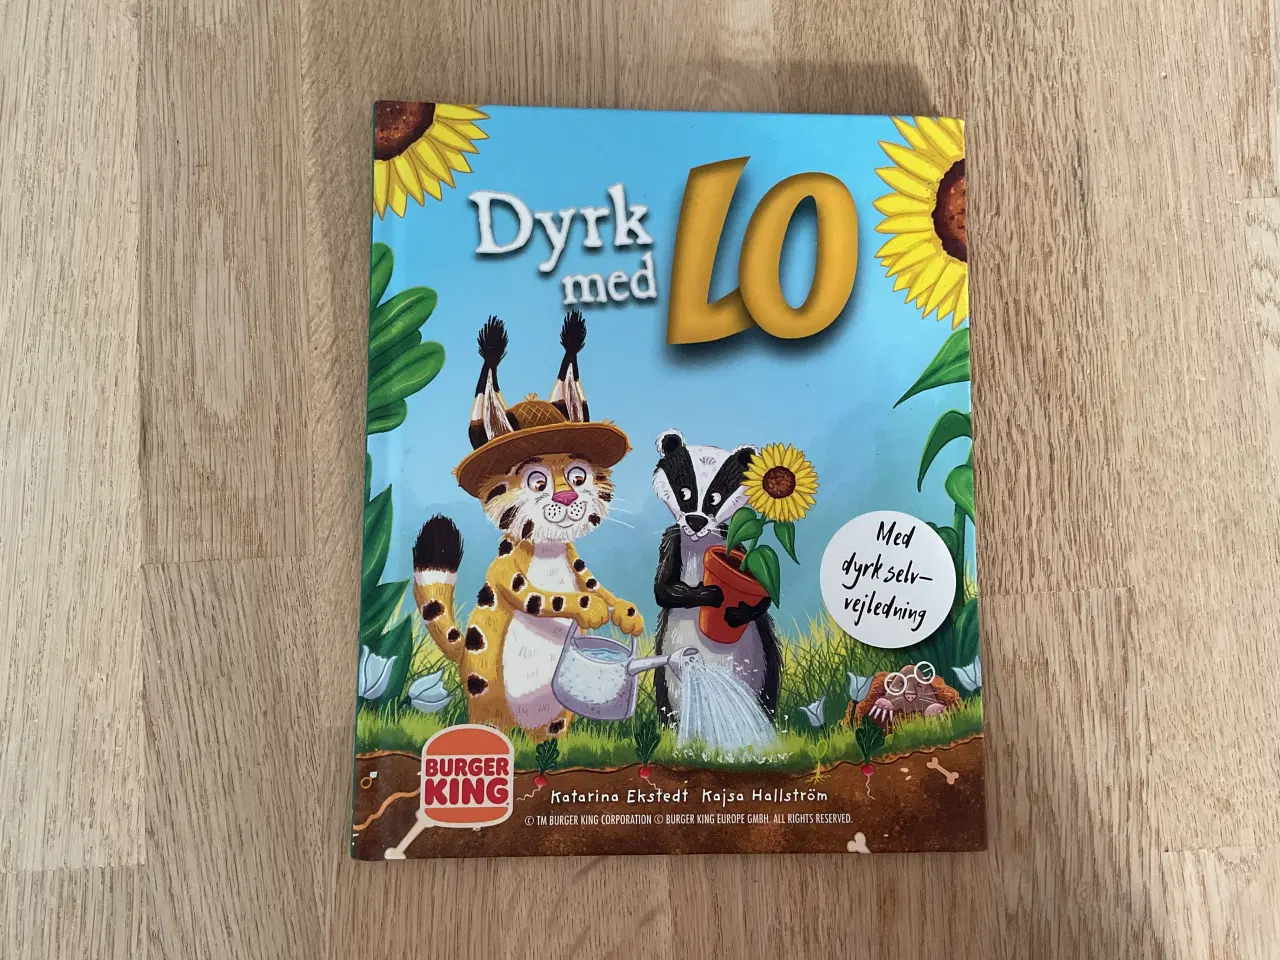 Dyrk
med
LO
Med
dyrk selv-
vejledning
BURGER
KING
Katarina Ekstedt Kajsa Hallström
© TM BURGER KING CORPORATION © BURGER KING EUROPE GMBH. ALL RIGHTS RESERVED.